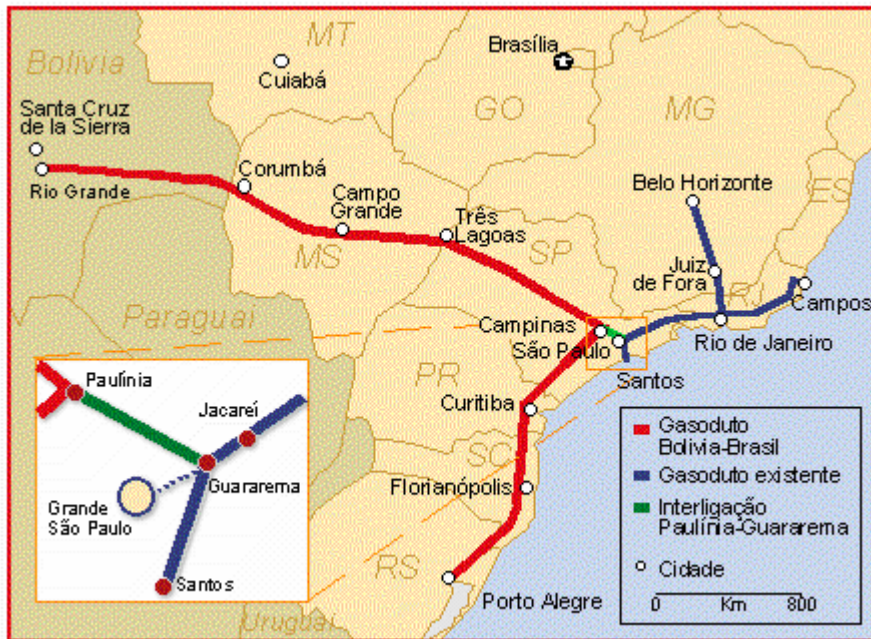 MT
Brasília
Bolivia
Cuiabá
Santa Cruz
de la Sierra
GO
MG
Rio Grande
Corumbá
Belo Horizonte
ES
Campo
Grande
Três
Lagoas
SP
MS
Juiz
de Fora
RJ
Campos
Paraguai
Campinas
São Paulo
Rio de Janeiro
PR
Santos
Curitiba
SC
Florianópolis
RS
Porto Alegre
Uruguai
Paulínia
Jacareí
Guararema
Grande
São Paulo
Santos
Gasoduto
Bolivia-Brasil
Gasoduto existente
Interligação
Paulínia-Guararema
Cidade
0 Km 800